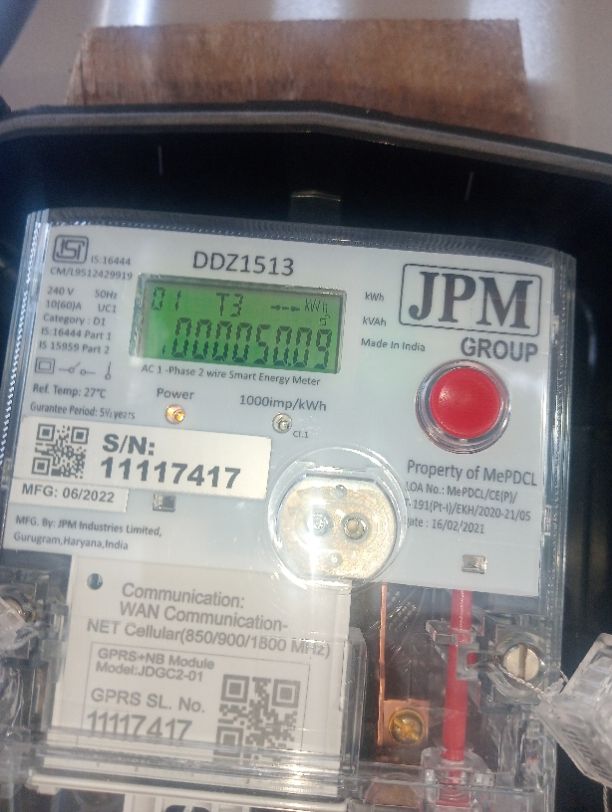 ISI
IS:16444
CM/L9512429919
DDZ1513
240 V 50Hz
10(60)A UC1
Category : D1
IS:16444 Part 1
IS 15959 Part 2
Ref. Temp: 27°C
Gurantee Period: 5½ years
01 T3 kWh
.000050.09
AC 1 -Phase 2 wire Smart Energy Meter
kWh
kVAh
Made In India
JPM
GROUP
Power
1000imp/kWh
Cl.1
S/N:
11117417
MFG: 06/2022
MFG. By: JPM Industries Limited,
Gurugram,Haryana,India
Property of MePDCL
LOA No.: MePDCL/CE(P)/
T-191(Pt-I)/EKH/2020-21/05
Date : 16/02/2021
Communication:
WAN Communication-
NET Cellular(850/900/1800 MHz)
GPRS+NB Module
Model:JDGC2-01
GPRS SL. No.
11117417